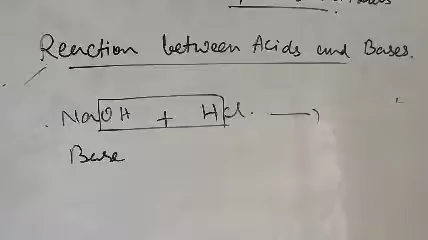 Reaction between Acids and Bases.
NaOH + HCl. ⟶
Base